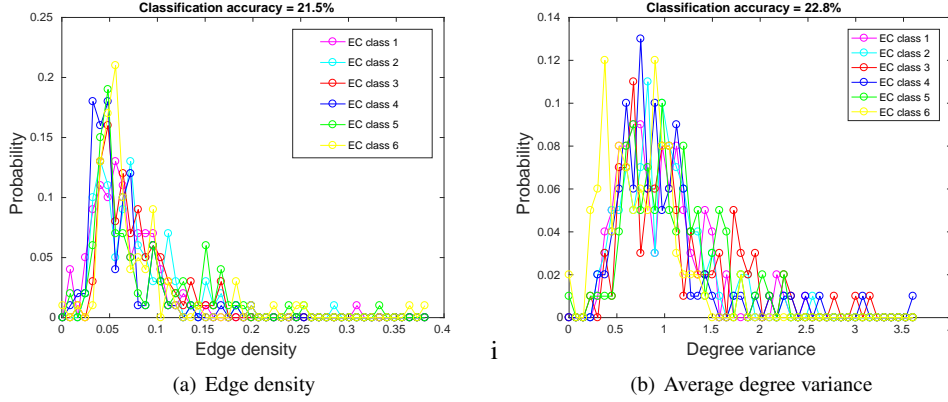 Classification accuracy = 21.5%
0.25
0.2
0.15
0.1
0.05
0
Probability
EC class 1
EC class 2
EC class 3
EC class 4
EC class 5
EC class 6
0 0.05 0.1 0.15 0.2 0.25 0.3 0.35 0.4
Edge density
(a) Edge density
i
Classification accuracy = 22.8%
0.14
0.12
0.1
0.08
0.06
0.04
0.02
0
Probability
EC class 1
EC class 2
EC class 3
EC class 4
EC class 5
EC class 6
0 0.5 1 1.5 2 2.5 3 3.5
Degree variance
(b) Average degree variance